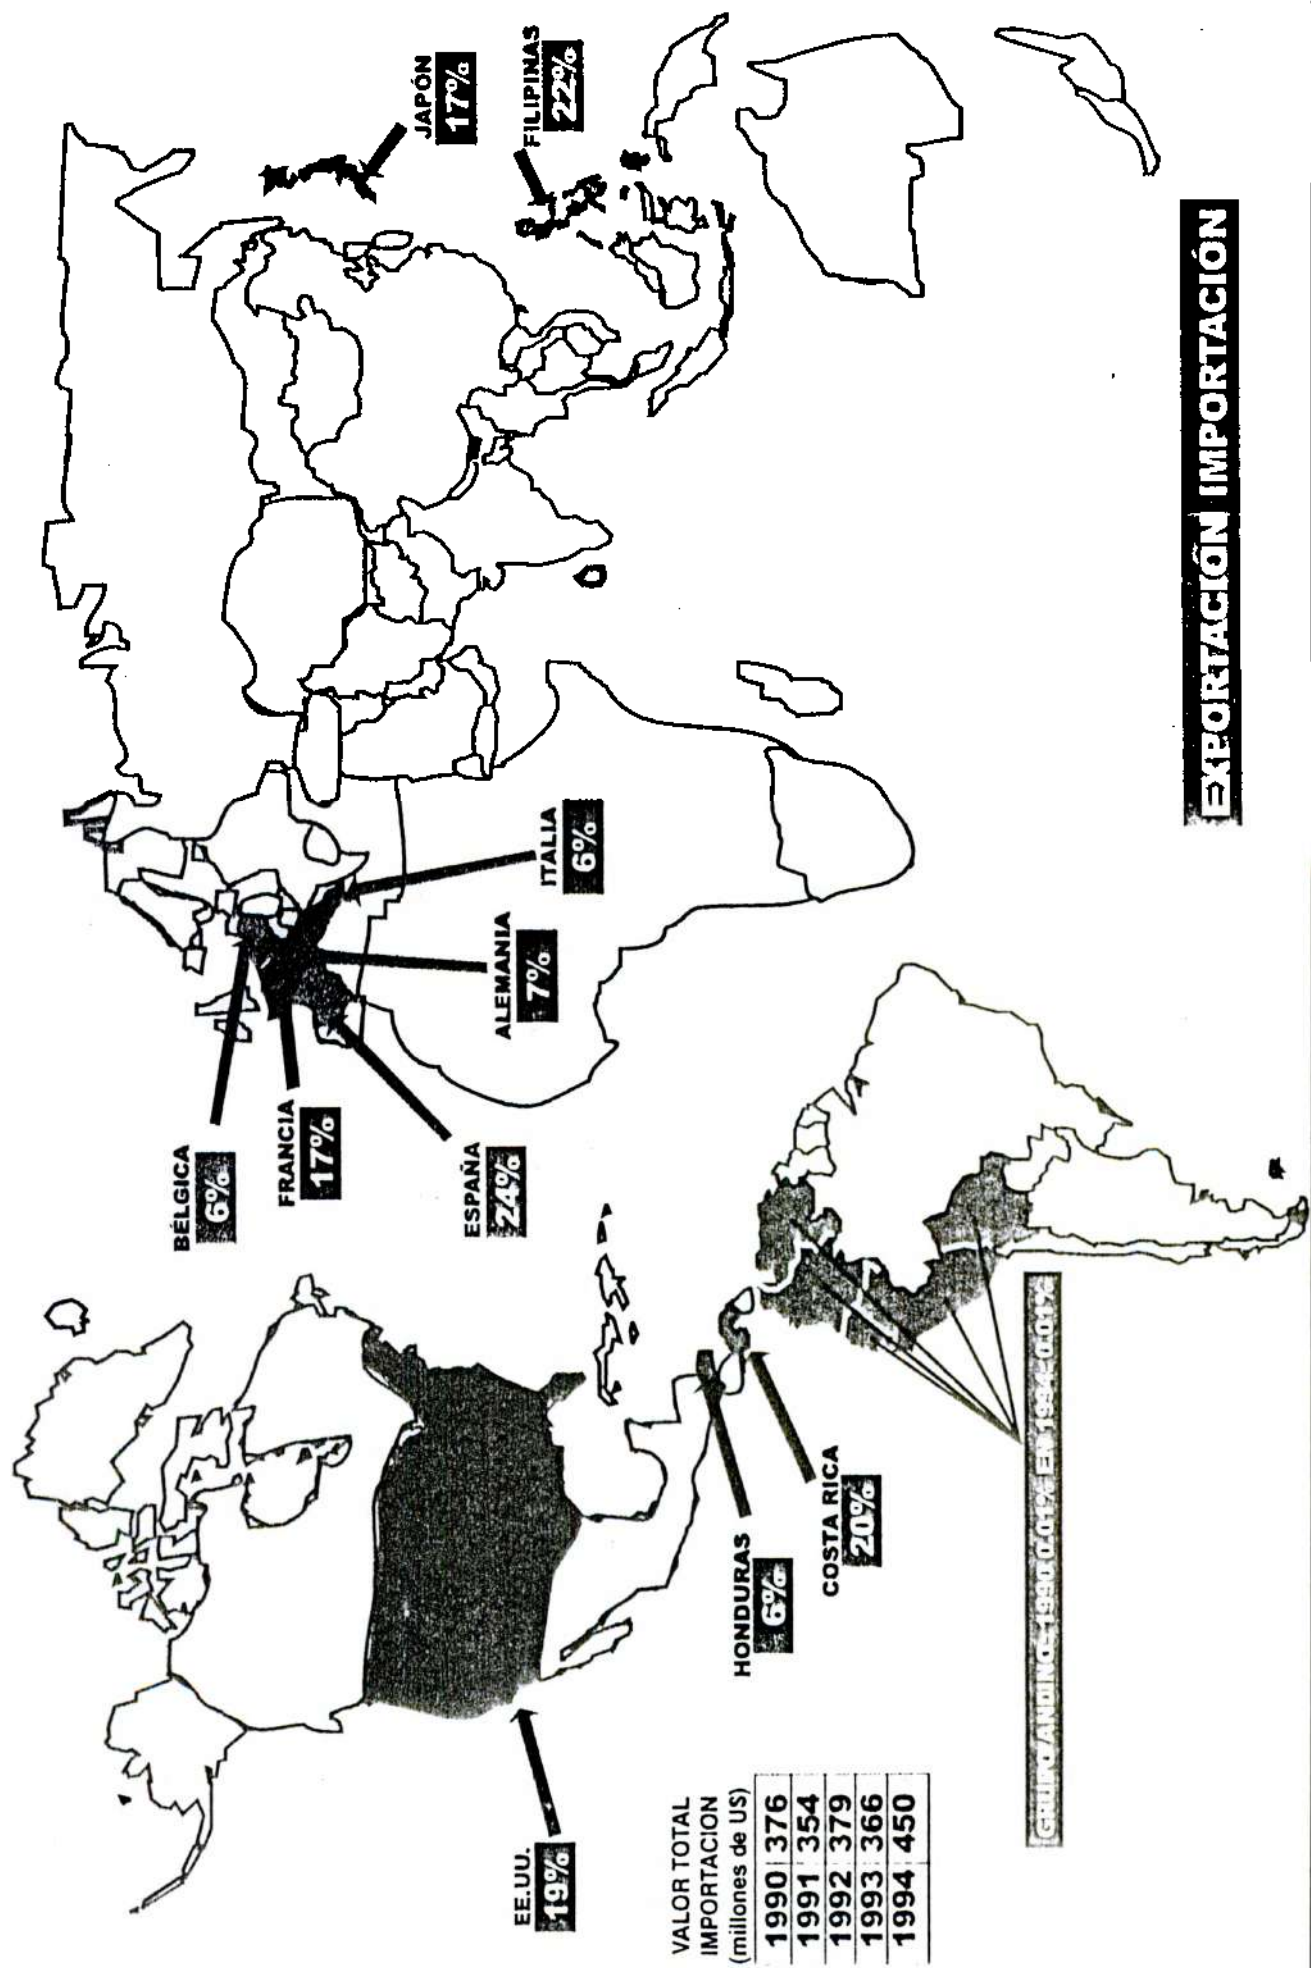 BÉLGICA
6%
FRANCIA
17%
ESPAÑA
24%
ALEMANIA
7%
ITALIA
6%
JAPÓN
17%
FILIPINAS
22%
EE.UU.
19%
HONDURAS
6%
COSTA RICA
20%
VALOR TOTAL
IMPORTACION
(millones de US)
1990 376
1991 354
1992 379
1993 366
1994 450
GRUPO ANDINO=1990 0.01% EN 1994=0.01%
EXPORTACIÓN IMPORTACIÓN